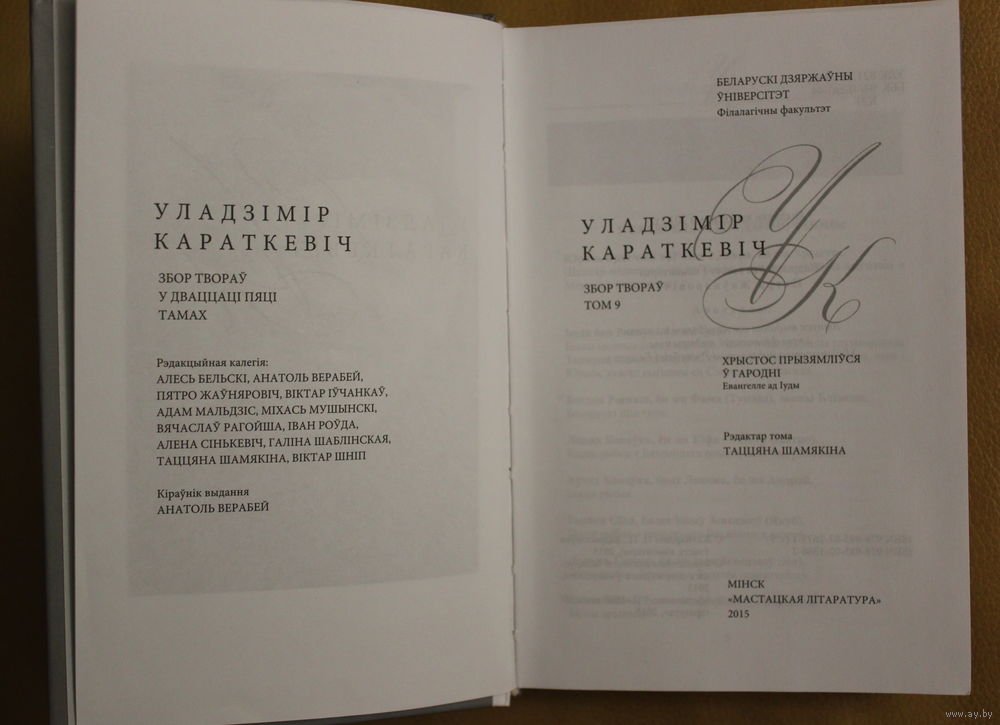 УЛАДЗІМІР
КАРАТКЕВІЧ
ЗБОР ТВОРАЎ
У ДВАЦЦАЦІ ПЯЦІ
ТАМАХ
Рэдакцыйная калегія:
АЛЕСЬ БЕЛЬСКІ, АНАТОЛЬ ВЕРАБЕЙ,
ПЯТРО ЖАЎНЯРОВІЧ, ВІКТАР ІЎЧАНКАЎ,
АДАМ МАЛЬДЗІС, МІХАСЬ МУШЫНСКІ,
ВЯЧАСЛАЎ РАГОЙША, ІВАН РОЎДА,
АЛЕНА СІНЬКЕВІЧ, ГАЛІНА ШАБЛІНСКАЯ,
ТАЦЦЯНА ШАМЯКІНА, ВІКТАР ШНІП
Кіраўнік выдання
АНАТОЛЬ ВЕРАБЕЙ
БЕЛАРУСКІ ДЗЯРЖАЎНЫ
ЎНІВЕРСІТЭТ
Філалагічны факультэт
УК
УЛАДЗІМІР
КАРАТКЕВІЧ
ЗБОР ТВОРАЎ
ТОМ 9
ХРЫСТОС ПРЫЗЯМЛІЎСЯ
Ў ГАРОДНІ
Евангелле ад Іуды
Рэдактар тома
ТАЦЦЯНА ШАМЯКІНА
МІНСК
«МАСТАЦКАЯ ЛІТАРАТУРА»
2015
www.ay.by